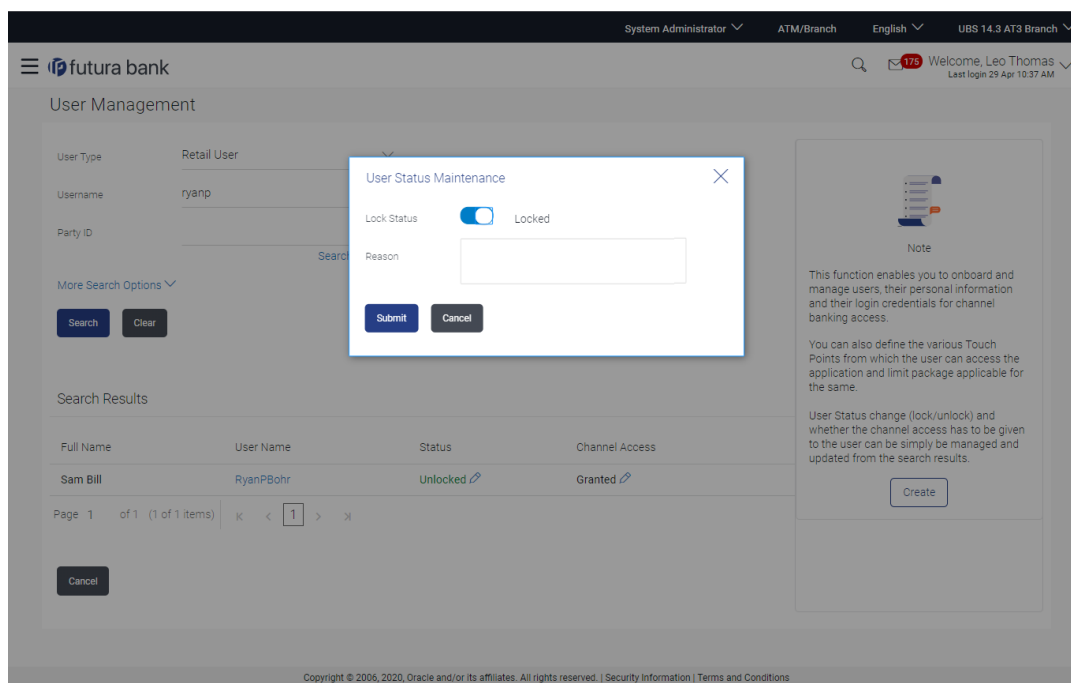 System Administrator ATM/Branch English UBS 14.3 AT3 Branch
futura bank
175
Welcome, Leo Thomas
Last login 29 Apr 10:37 AM
User Management
User Type Retail User
Username ryanp
Party ID
Search
More Search Options
Search Clear
User Status Maintenance
Lock Status Locked
Reason
Submit Cancel
Note
This function enables you to onboard and
manage users, their personal information
and their login credentials for channel
banking access.
You can also define the various Touch
Points from which the user can access the
application and limit package applicable for
the same.
User Status change (lock/unlock) and
whether the channel access has to be given
to the user can be simply be managed and
updated from the search results.
Create
Search Results
Full Name User Name Status Channel Access
Sam Bill RyanPBohr Unlocked Granted
Page 1 of 1 (1 of 1 items) 1
Cancel
Copyright © 2006, 2020, Oracle and/or its affiliates. All rights reserved. | Security Information | Terms and Conditions